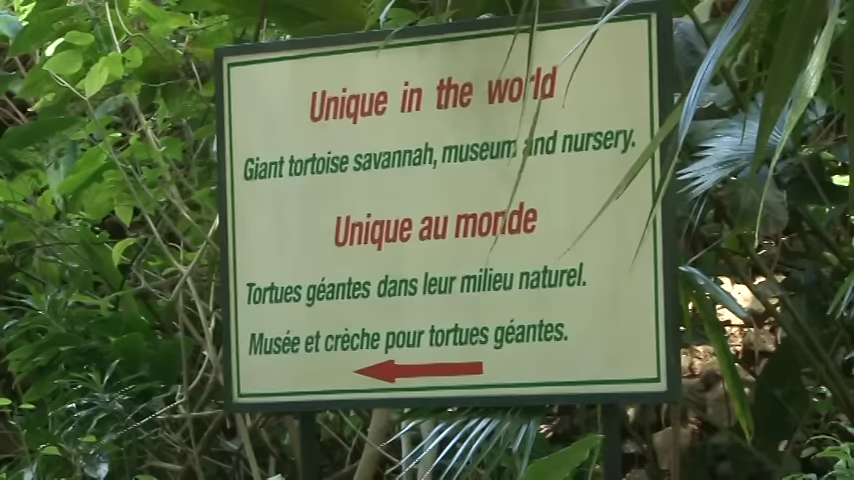 Unique in the world
Giant tortoise savannah, museum and nursery.
Unique au monde
Tortues géantes dans leur milieu naturel.
Musée et crèche pour tortues géantes.